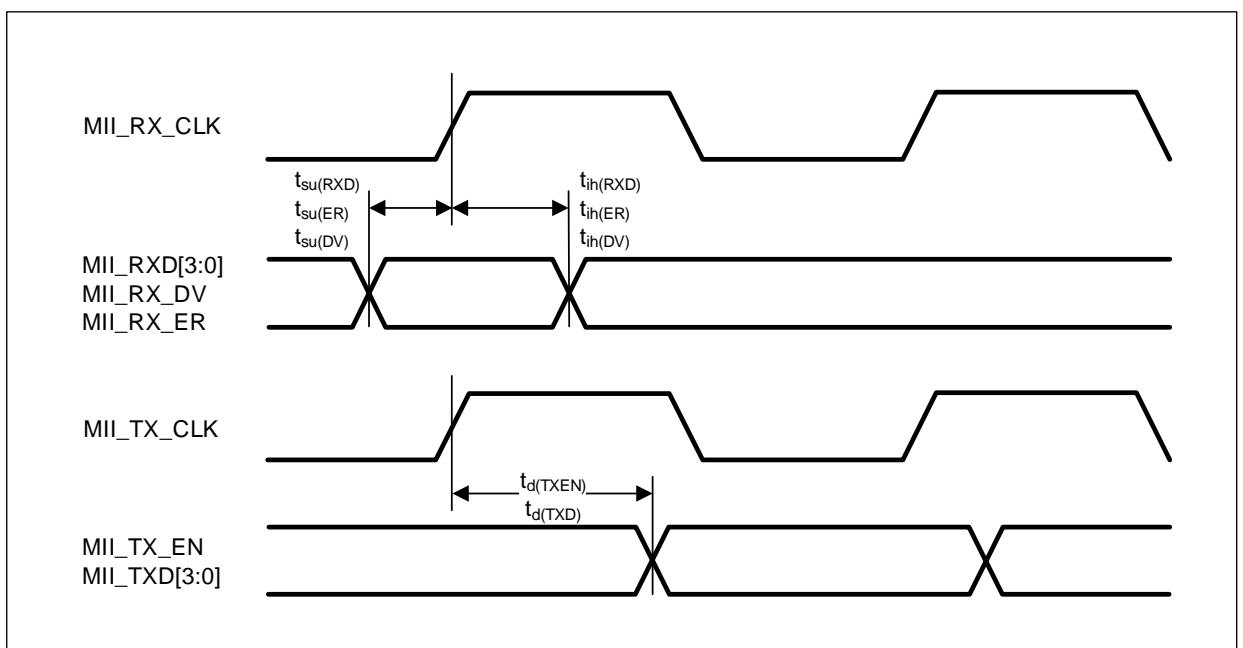 MII_RX_CLK
tsu(RXD)
tsu(ER)
tsu(DV)
tih(RXD)
tih(ER)
tih(DV)
MII_RXD[3:0]
MII_RX_DV
MII_RX_ER
MII_TX_CLK
td(TXEN)
td(TXD)
MII_TX_EN
MII_TXD[3:0]